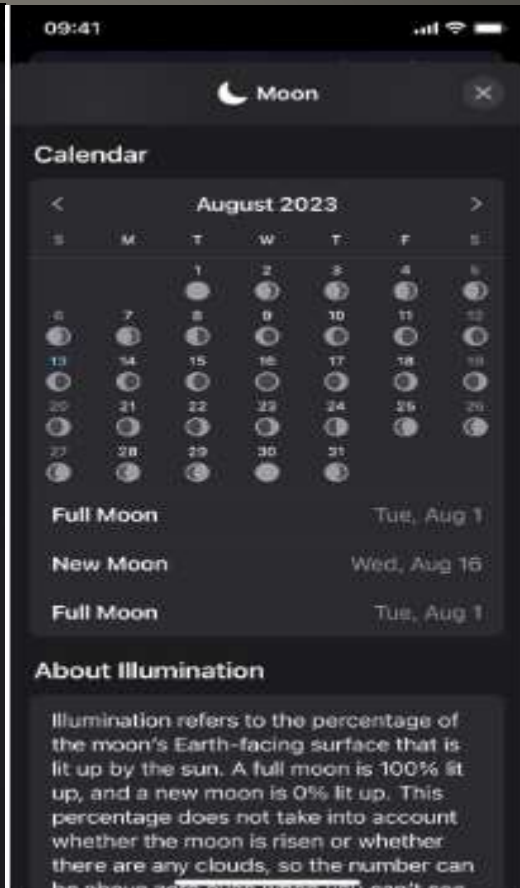 09:41
Moon
Calendar
August 2023
S M T W T F S
1 2 3 4 5
6 7 8 9 10 11 12
13 14 15 16 17 18 19
20 21 22 23 24 25 26
27 28 29 30 31
Full Moon Tue, Aug 1
New Moon Wed, Aug 16
Full Moon Tue, Aug 1
About Illumination
Illumination refers to the percentage of
the moon's Earth-facing surface that is
lit up by the sun. A full moon is 100% lit
up, and a new moon is 0% lit up. This
percentage does not take into account
whether the moon is risen or whether
there are any clouds, so the number can
be above